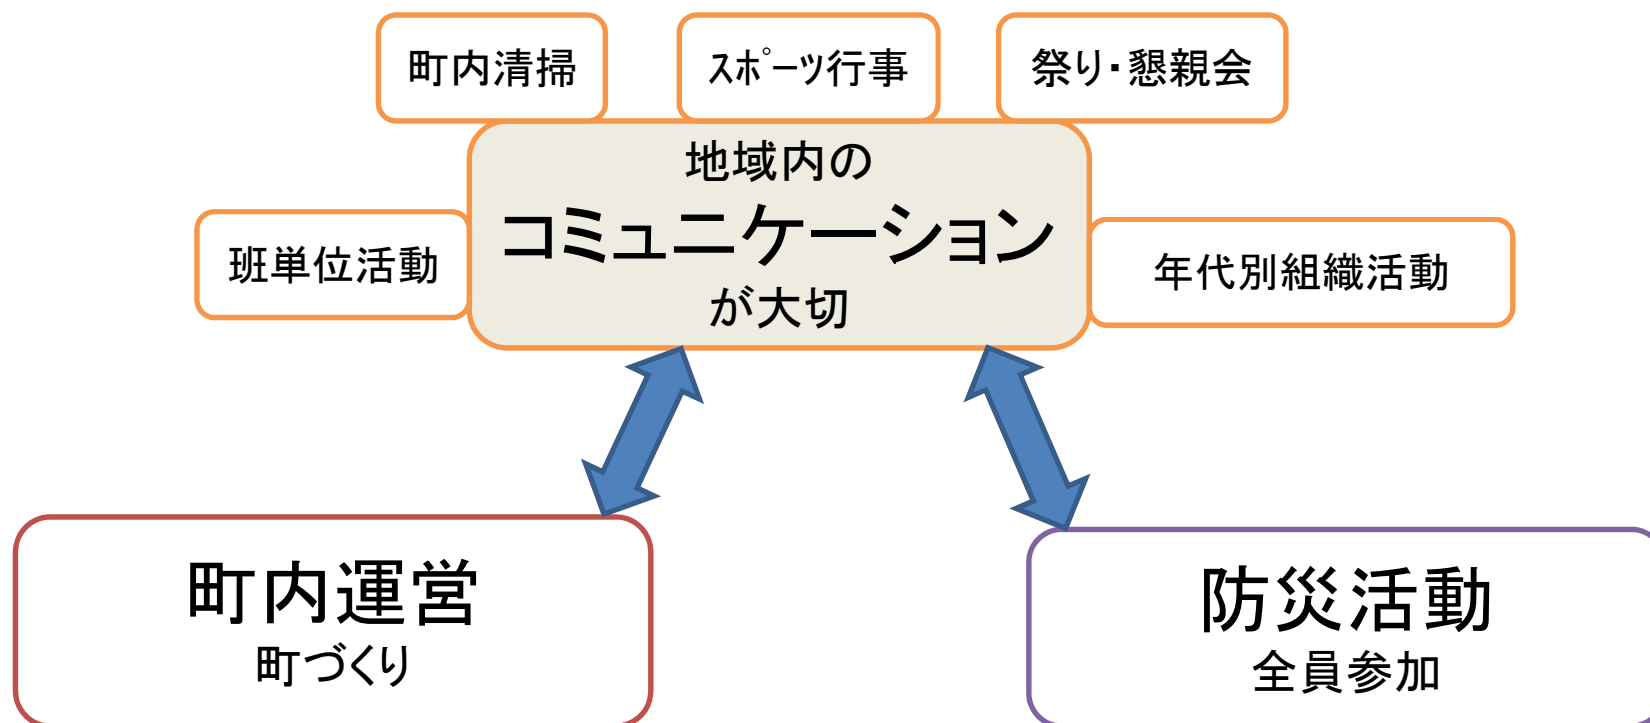 町内清掃
ｽﾎﾟｰﾂ行事
祭り・懇親会
地域内の
コミュニケーション
が大切
班単位活動
年代別組織活動
町内運営
町づくり
防災活動
全員参加